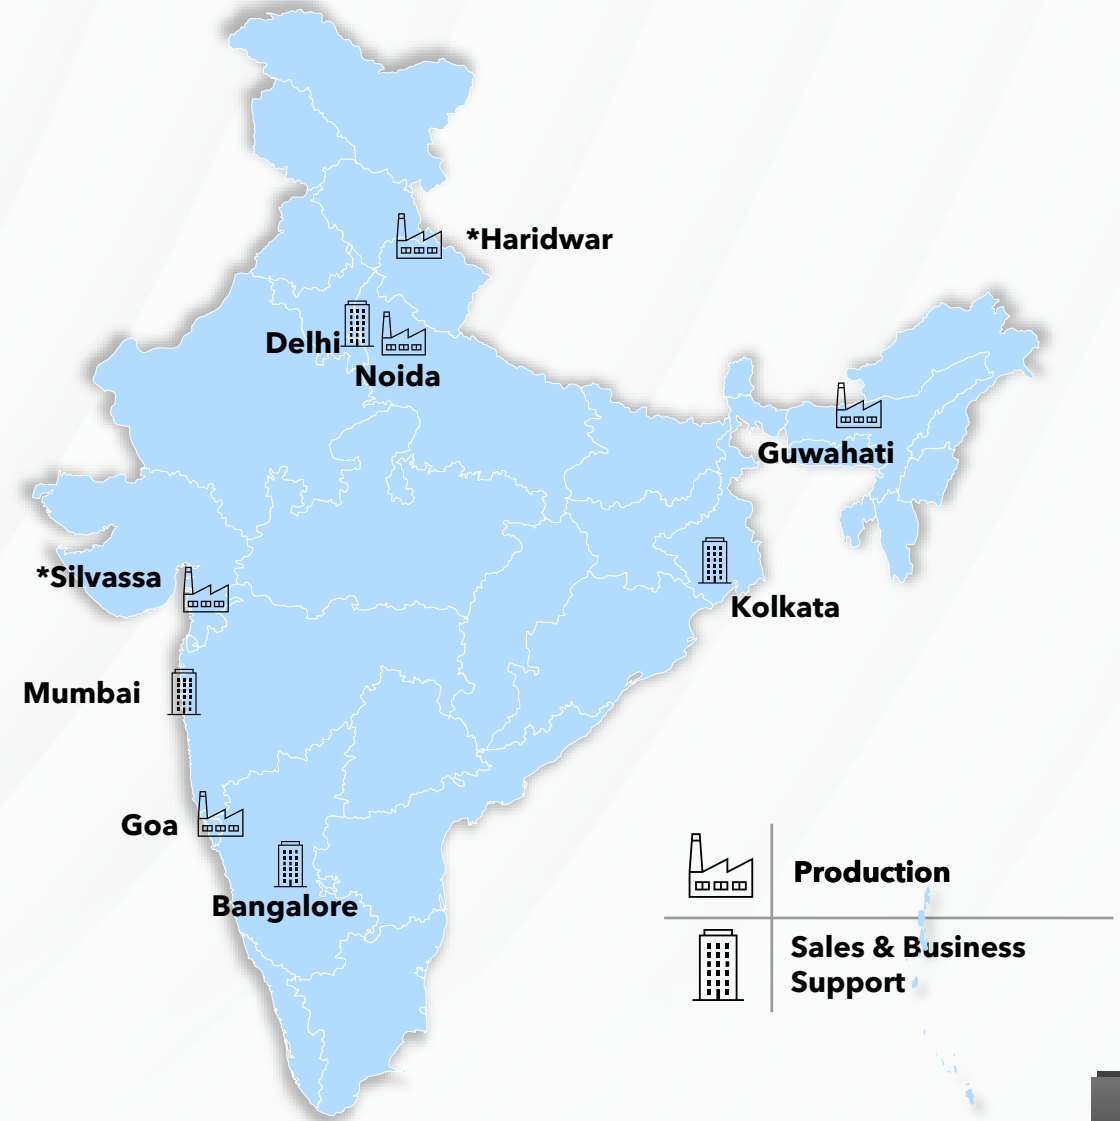 *Haridwar
Delhi
Noida
Guwahati
*Silvassa
Kolkata
Mumbai
Goa
Bangalore
Production
Sales & Business
Support